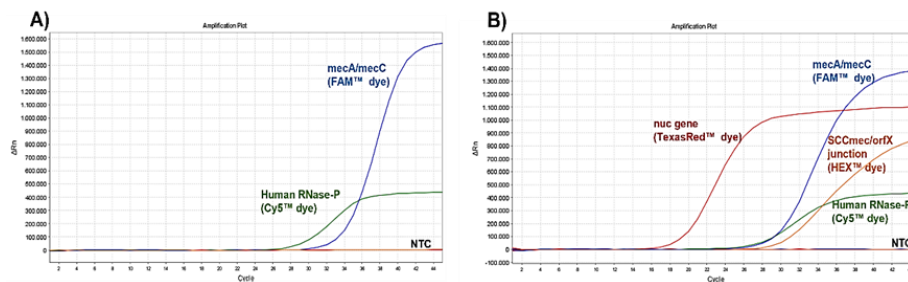 A)
Amplification Plot
1.600.000
1.500.000
1.400.000
1.300.000
1.200.000
1.100.000
1.000.000
900.000
800.000
700.000
600.000
500.000
400.000
300.000
200.000
100.000
0
ΔRn
mecA/mecC
(FAM™ dye)
Human RNase-P
(Cy5™ dye)
NTC
2 4 6 8 10 12 14 16 18 20 22 24 26 28 30 32 34 36 38 40 42 44
Cycle
B)
Amplification Plot
1.600.000
1.500.000
1.400.000
1.300.000
1.200.000
1.100.000
1.000.000
900.000
800.000
700.000
600.000
500.000
400.000
300.000
200.000
100.000
0
-100.000
ΔRn
mecA/mecC
(FAM™ dye)
nuc gene
(TexasRed™ dye)
SCCmec/orfX
junction
(HEX™ dye)
Human RNase-P
(Cy5™ dye)
NTC
2 4 6 8 10 12 14 16 18 20 22 24 26 28 30 32 34 36 38 40 42 44
Cycle